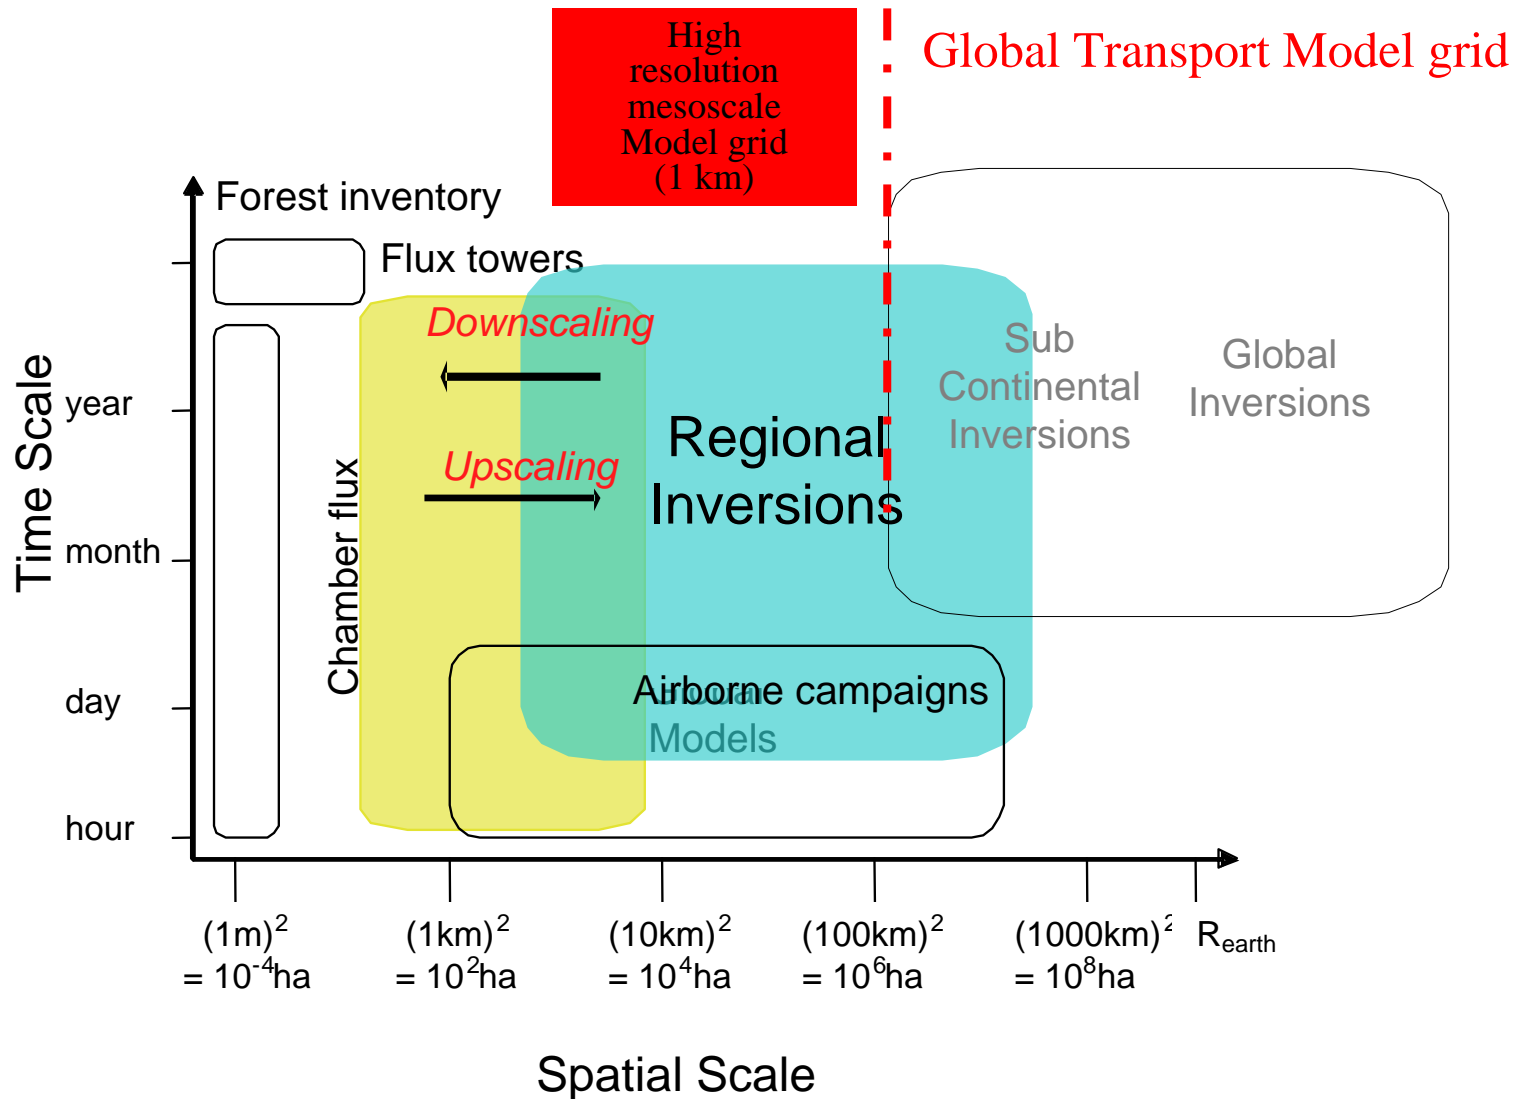 High
resolution
mesoscale
Model grid
(1 km)
Global Transport Model grid
Forest inventory
Flux towers
Downscaling
Upscaling
Chamber flux
Regional
Inversions
Sub
Continental
Inversions
Global
Inversions
Airborne campaigns
Models
Time Scale
year
month
day
hour
(1m)² (1km)² (10km)² (100km)² (1000km)² R_earth
= 10⁻⁴ha = 10²ha = 10⁴ha = 10⁶ha = 10⁸ha
Spatial Scale